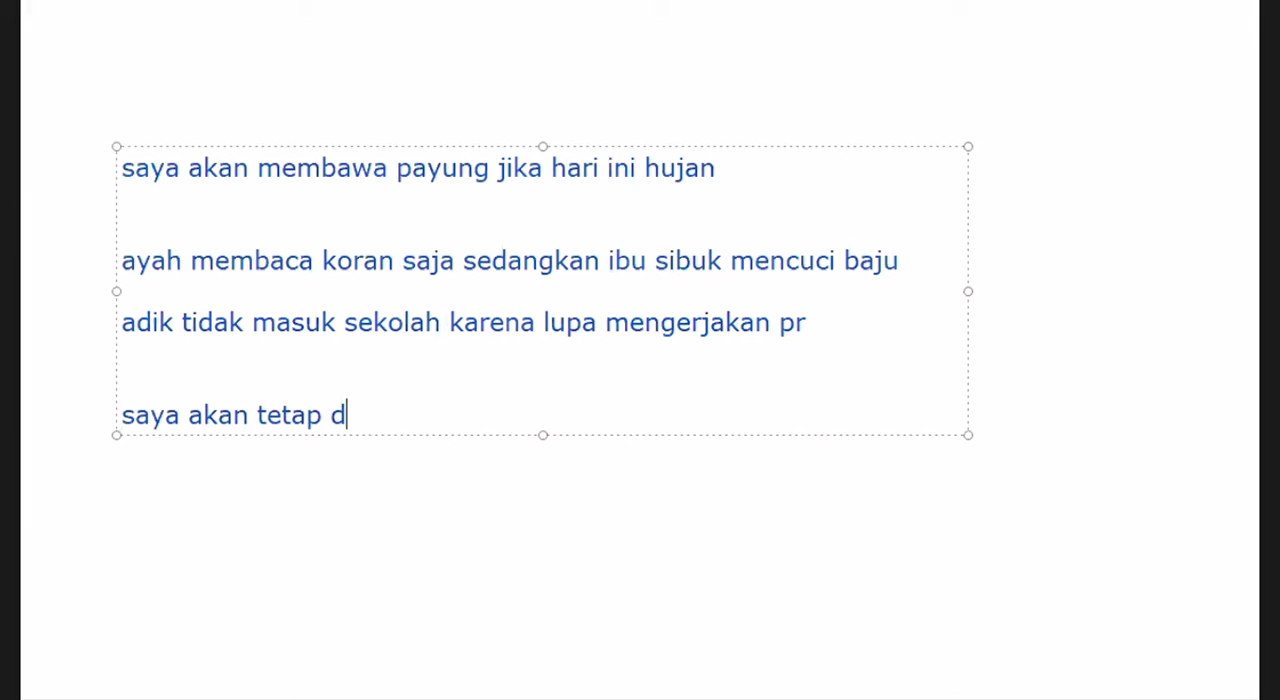 saya akan membawa payung jika hari ini hujan
ayah membaca koran saja sedangkan ibu sibuk mencuci baju
adik tidak masuk sekolah karena lupa mengerjakan pr
saya akan tetap d